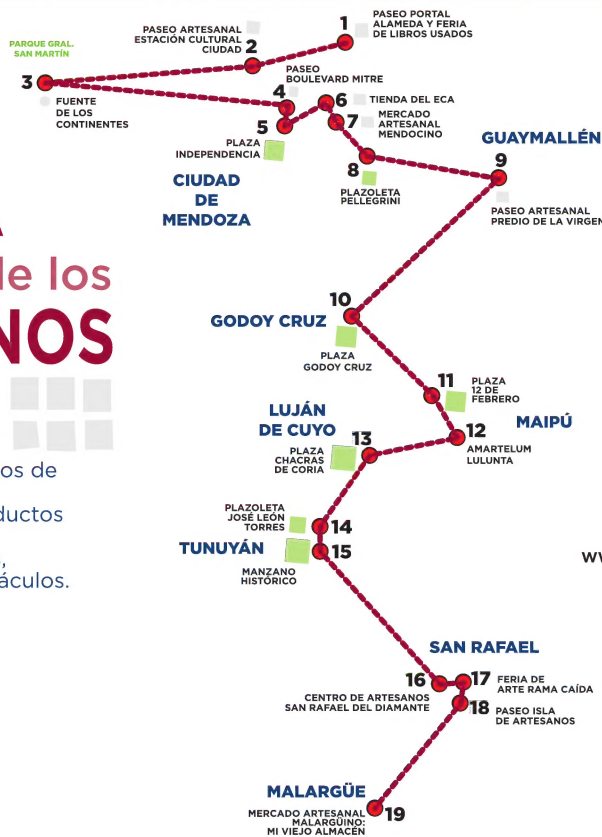 1
PASEO PORTAL
ALAMEDA Y FERIA
DE LIBROS USADOS
PASEO ARTESANAL
ESTACIÓN CULTURAL
CIUDAD
2
PARQUE GRAL.
SAN MARTÍN
3
FUENTE
DE LOS
CONTINENTES
PASEO
BOULEVARD MITRE
4
5
PLAZA
INDEPENDENCIA
6
TIENDA DEL ECA
7
MERCADO
ARTESANAL
MENDOCINO
8
PLAZOLETA
PELLEGRINI
CIUDAD
DE
MENDOZA
GUAYMALLÉN
9
PASEO ARTESANAL
PREDIO DE LA VIRGEN
de los
NOS
os de
ductos
áculos.
10
GODOY CRUZ
PLAZA
GODOY CRUZ
11
PLAZA
12 DE
FEBRERO
MAIPÚ
12
AMARTELUM
LULUNTA
LUJÁN
DE CUYO
13
PLAZA
CHACRAS
DE CORIA
PLAZOLETA
JOSÉ LEÓN
TORRES
14
TUNUYÁN
15
MANZANO
HISTÓRICO
SAN RAFAEL
16
CENTRO DE ARTESANOS
SAN RAFAEL DEL DIAMANTE
17
FERIA DE
ARTE RAMA CAÍDA
18
PASEO ISLA
DE ARTESANOS
MALARGÜE
19
MERCADO ARTESANAL
MALARGÜINO:
MI VIEJO ALMACÉN